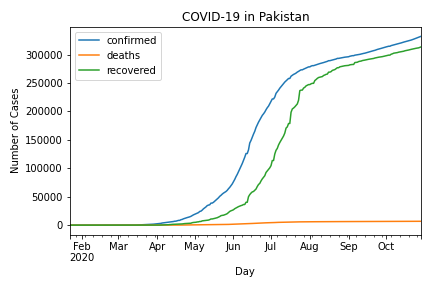 COVID-19 in Pakistan
confirmed
deaths
recovered
Number of Cases
300000
250000
200000
150000
100000
50000
0
Feb Mar Apr May Jun Jul Aug Sep Oct
2020
Day